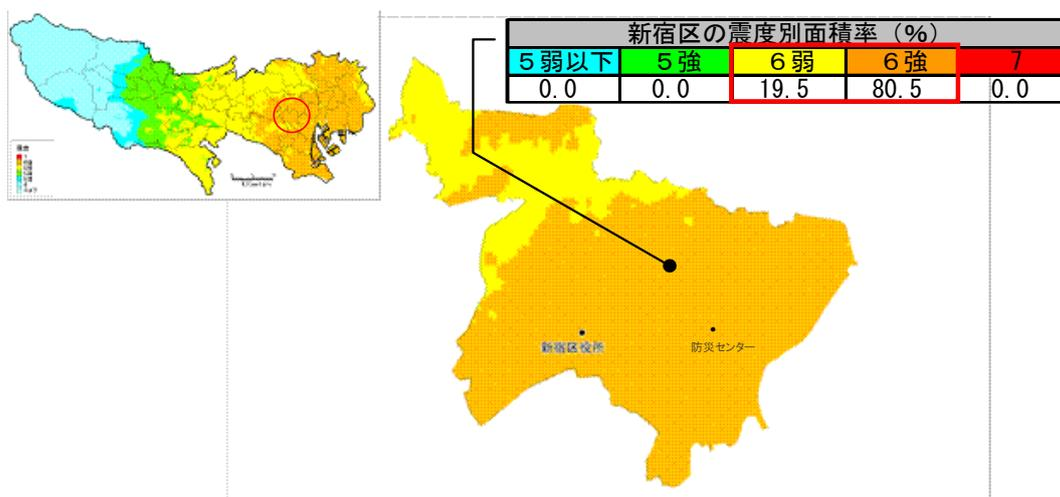 新宿区の震度別面積率（％）
５弱以下 ５強 ６弱 ６強 7
0.0 0.0 19.5 80.5 0.0
新宿区役所
防災センター